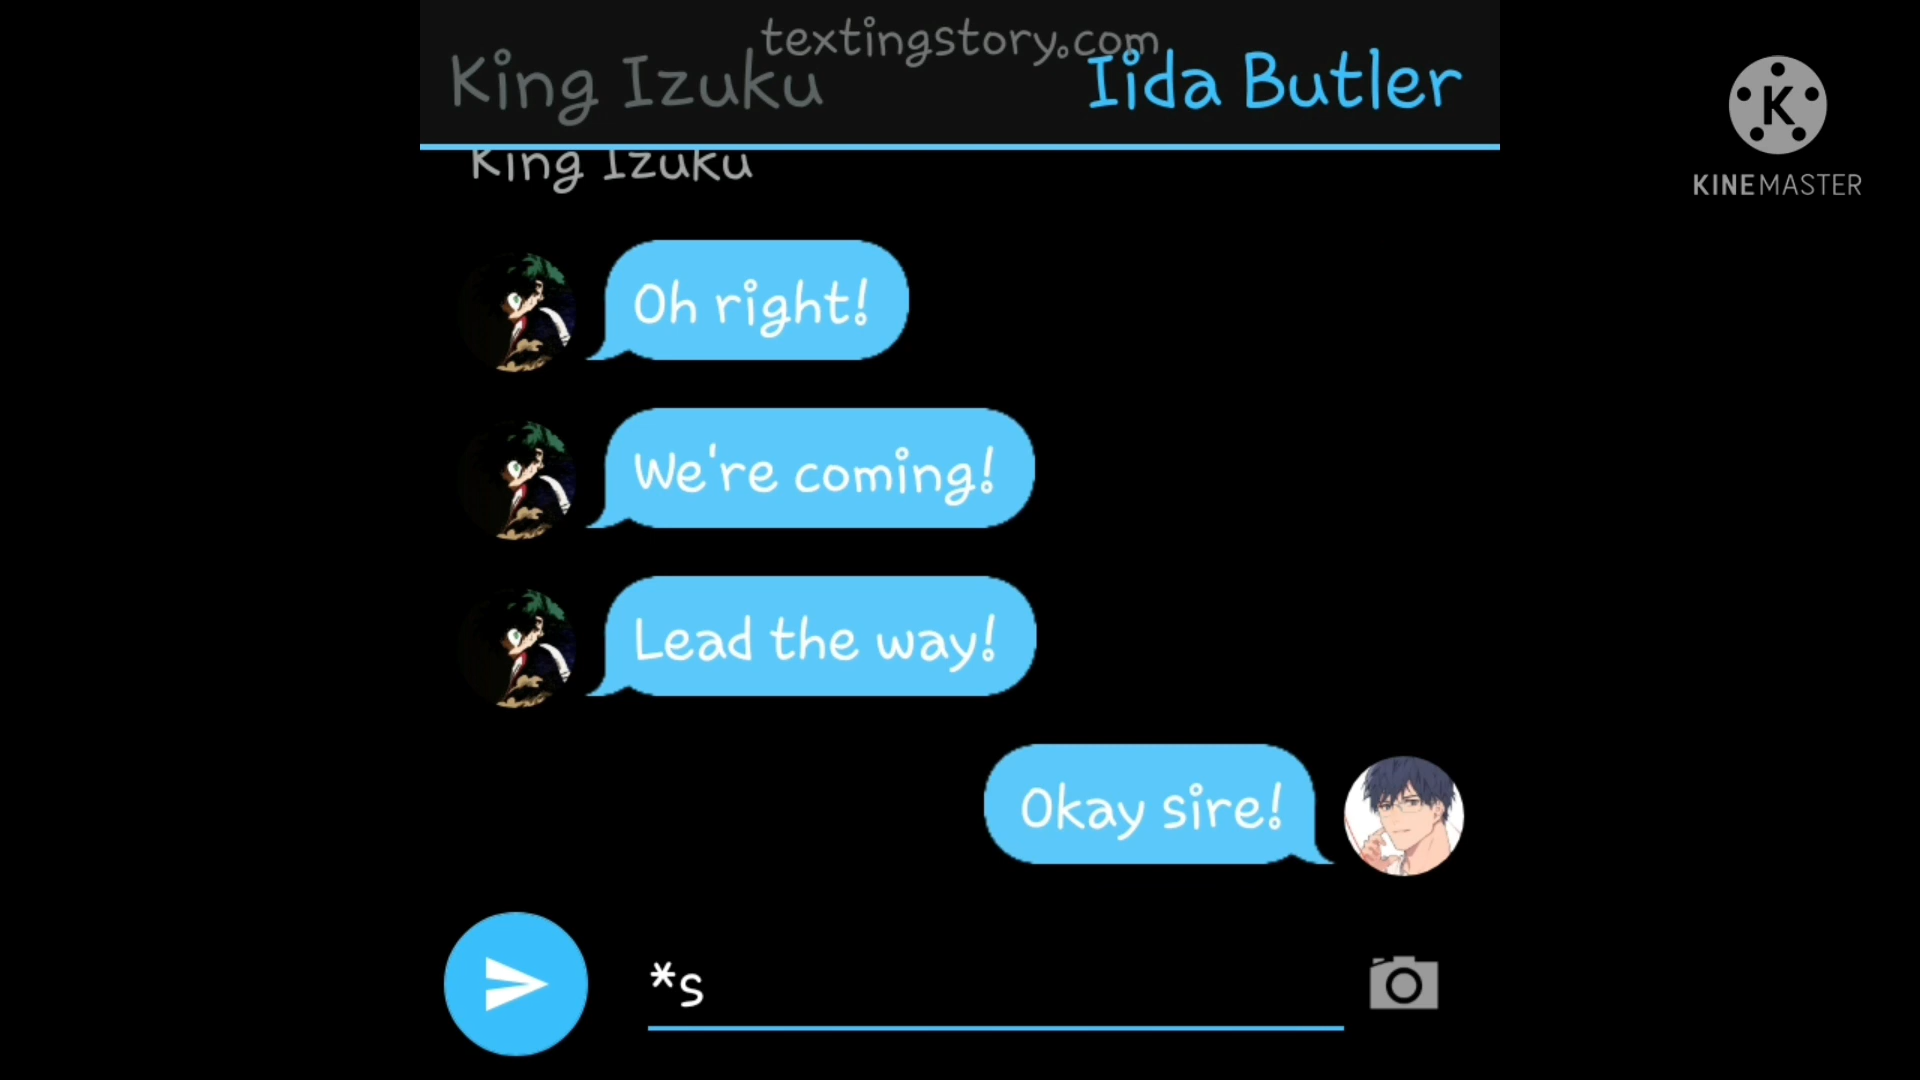 textingstory.com
King Izuku
Iida Butler
K
KINEMASTER
King Izuku
Oh right!
We're coming!
Lead the way!
Okay sire!
*s